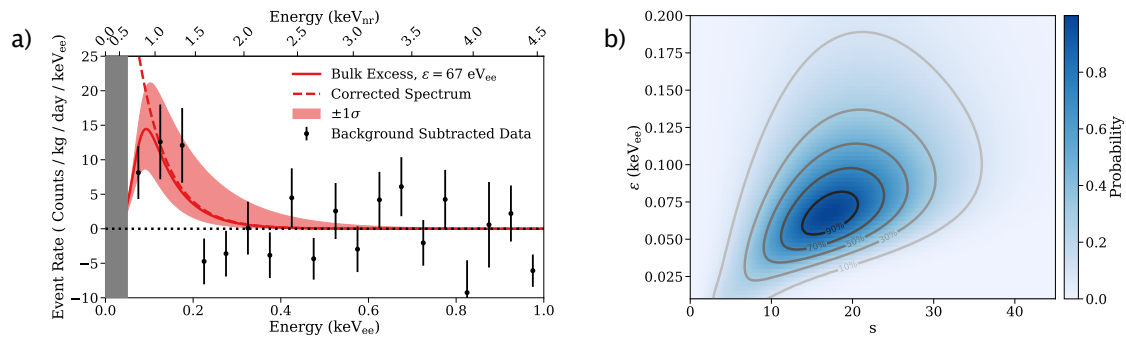 a)
Energy (keVnr)
0.0 0.5 1.0 1.5 2.0 2.5 3.0 3.5 4.0 4.5
Event Rate ( Counts / kg / day / keVee)
25
20
15
10
5
0
−5
−10
Bulk Excess, ε = 67 eVee
Corrected Spectrum
±1σ
Background Subtracted Data
0.0 0.2 0.4 0.6 0.8 1.0
Energy (keVee)
b)
ε (keVee)
0.200
0.175
0.150
0.125
0.100
0.075
0.050
0.025
90%
70% 50% 30%
10%
0 10 20 30 40
s
0.8
0.6
0.4
0.2
0.0
Probability